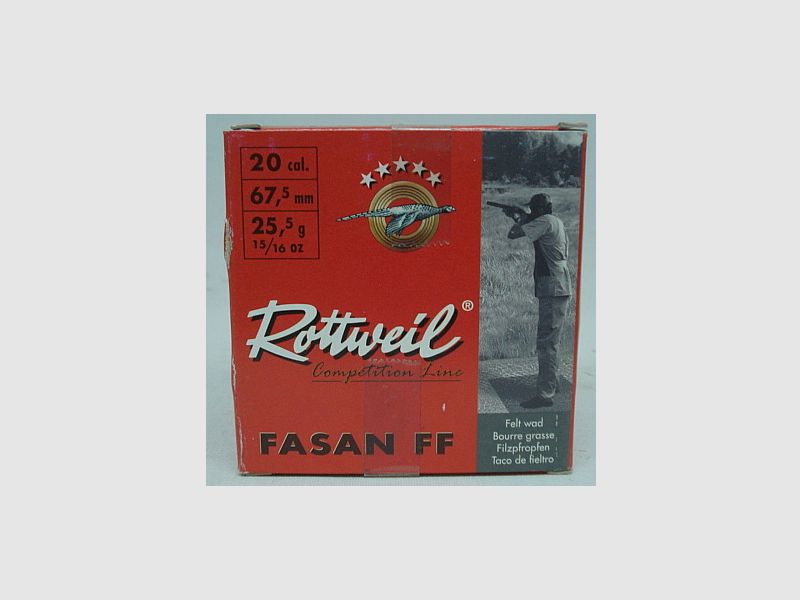 20 cal.
67,5 mm
25,5 g
15/16 OZ
Rottweil®
Competition Line
FASAN FF
Felt wad
Bourre grasse
Filzpfropfen
Taco de fieltro